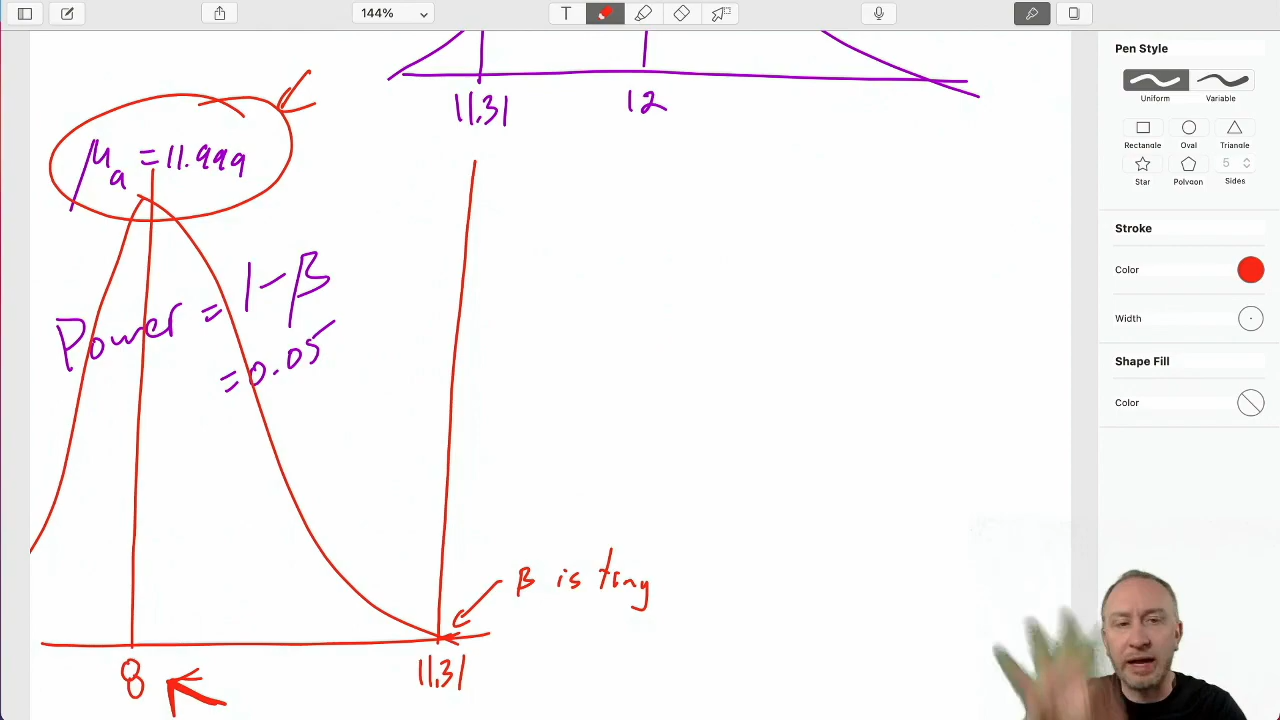 144%
T
Pen Style
Uniform
Variable
Rectangle
Oval
Triangle
Star
Polygon
5
Sides
Stroke
Color
Width
Shape Fill
Color
11.31
12
μa = 11.999
Power = 1-β
= 0.05
β is tiny
8
11.31